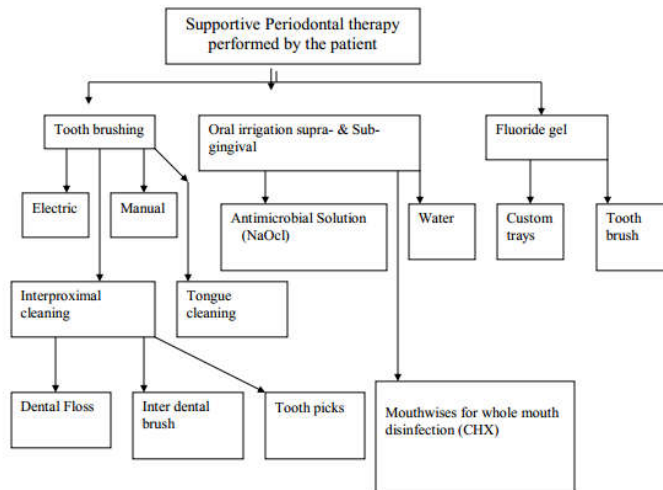 Supportive Periodontal therapy
performed by the patient
Tooth brushing
Oral irrigation supra- & Sub-
gingival
Fluoride gel
Electric
Manual
Antimicrobial Solution
(NaOcl)
Water
Custom
trays
Tooth
brush
Interproximal
cleaning
Tongue
cleaning
Dental Floss
Inter dental
brush
Tooth picks
Mouthwises for whole mouth
disinfection (CHX)